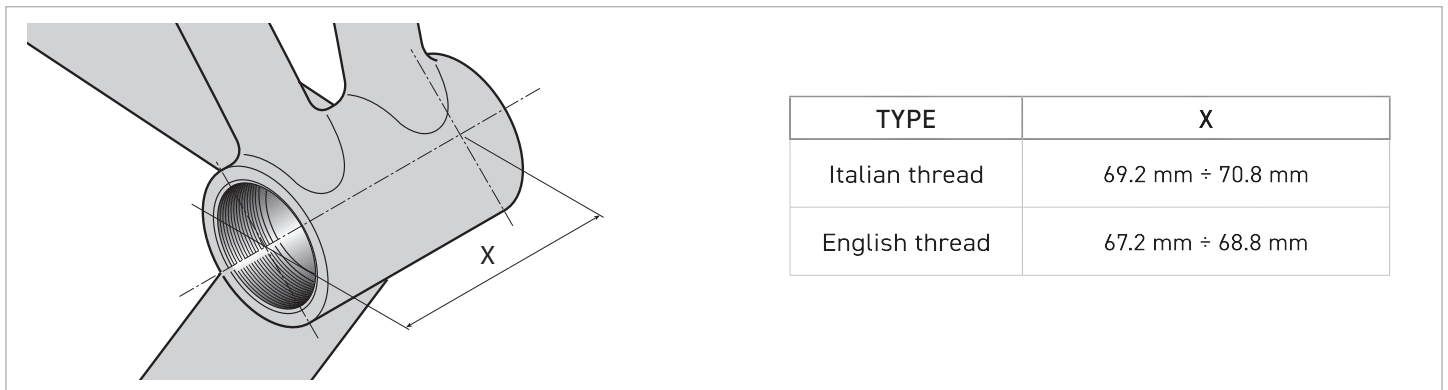 X
TYPE X
Italian thread 69.2 mm ÷ 70.8 mm
English thread 67.2 mm ÷ 68.8 mm